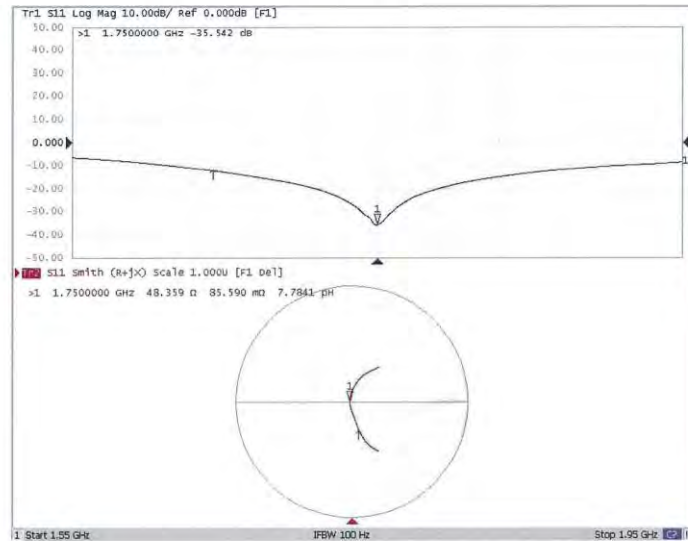 Tr1 S11 Log Mag 10.00dB/ Ref 0.000dB [F1]
50.00
>1 1.7500000 GHz -35.542 dB
40.00
30.00
20.00
10.00
0.000
-10.00
-20.00
-30.00
-40.00
-50.00
1
1
Tr2 S11 Smith (R+jX) Scale 1.000U [F1 Del]
>1 1.7500000 GHz 48.359 Ω 85.590 mΩ 7.7841 pH
1
1 Start 1.55 GHz
IFBW 100 Hz
Stop 1.95 GHz